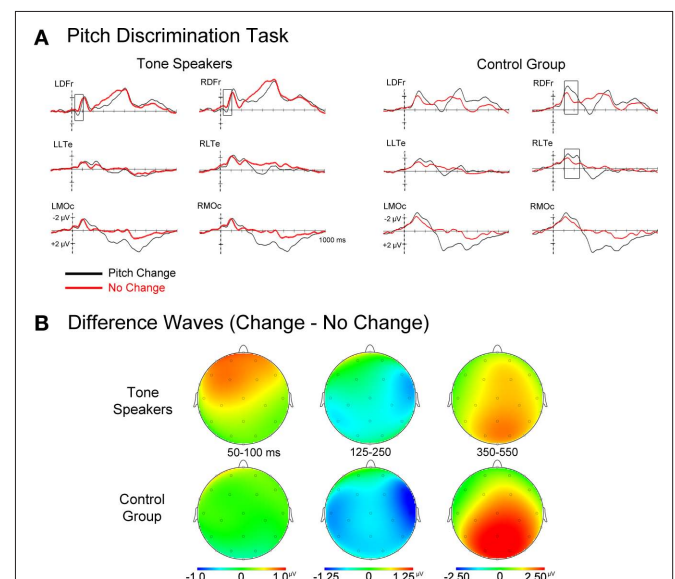 A Pitch Discrimination Task
Tone Speakers
Control Group
LDFr
RDFr
LDFr
RDFr
LLTe
RLTe
LLTe
RLTe
LMOc
RMOc
LMOc
RMOc
-2 μV
-2 μV
+2 μV
1000 ms
+2 μV
Pitch Change
No Change
B Difference Waves (Change - No Change)
Tone
Speakers
50-100 ms
125-250
350-550
Control
Group
-1.0 0 1.0 μV
-1.25 0 1.25 μV
-2.50 0 2.50 μV